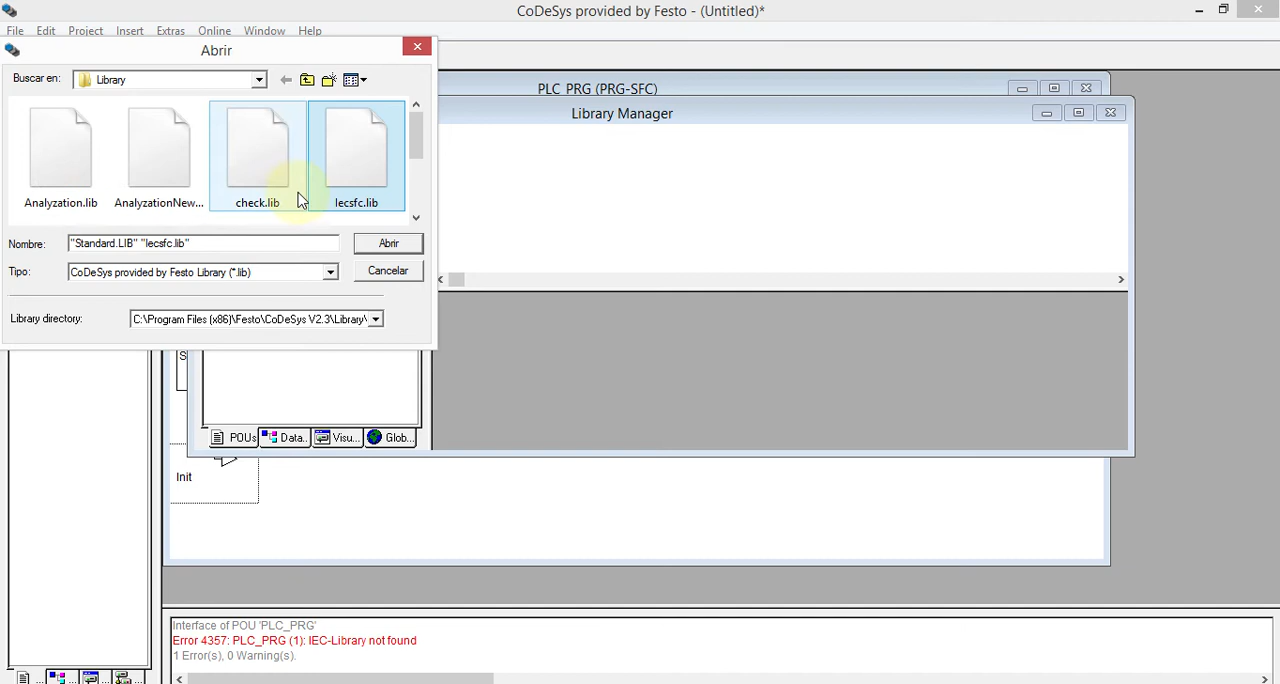 CoDeSys provided by Festo - (Untitled)*
File Edit Project Insert Extras Online Window Help
Abrir
Buscar en: Library
PLC_PRG (PRG-SFC)
Library Manager
Analyzation.lib AnalyzationNew... check.lib Iecsfc.lib
Nombre: "Standard.LIB" "Iecsfc.lib" Abrir
Tipo: CoDeSys provided by Festo Library (*.lib) Cancelar
Library directory: C:\Program Files (x86)\Festo\CoDeSys V2.3\Library\
POUs Data.. Visu... Glob...
Init
Interface of POU 'PLC_PRG'
Error 4357: PLC_PRG (1): IEC-Library not found
1 Error(s), 0 Warning(s).